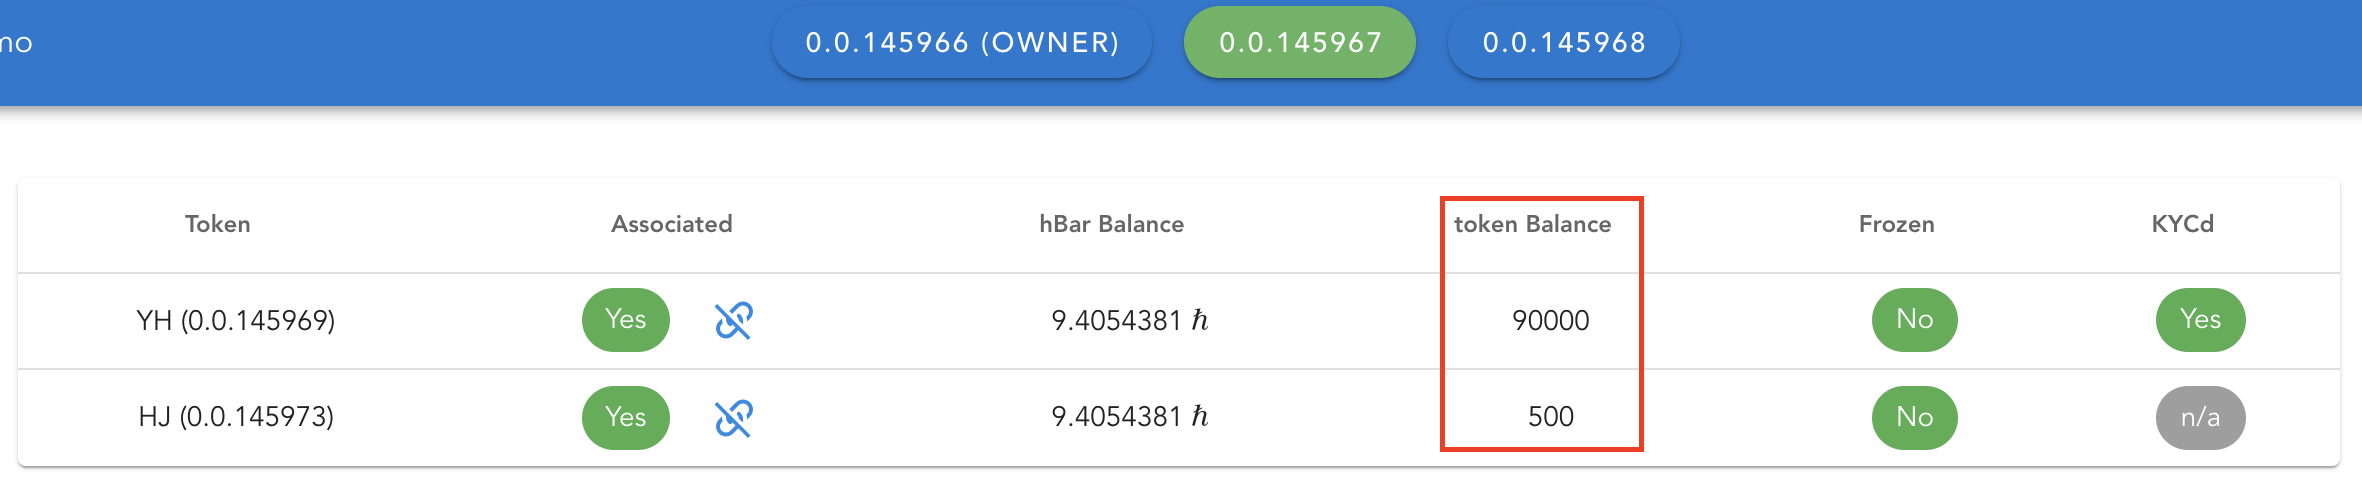 mo 0.0.145966 (OWNER) 0.0.145967 0.0.145968
Token Associated hBar Balance token Balance Frozen KYCd
YH (0.0.145969) Yes 9.4054381 ℏ 90000 No Yes
HJ (0.0.145973) Yes 9.4054381 ℏ 500 No n/a